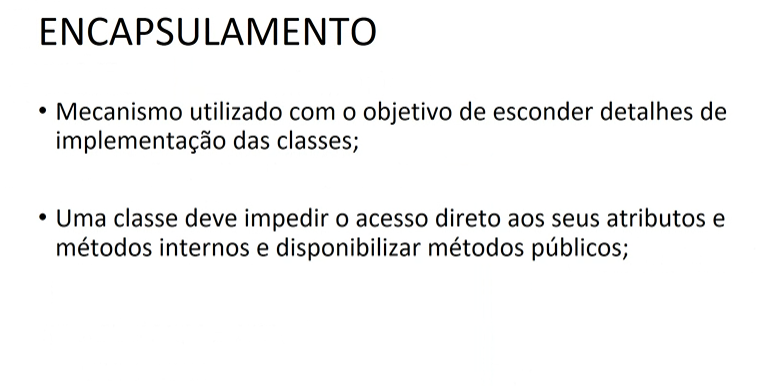 ENCAPSULAMENTO
• Mecanismo utilizado com o objetivo de esconder detalhes de
implementação das classes;
• Uma classe deve impedir o acesso direto aos seus atributos e
métodos internos e disponibilizar métodos públicos;